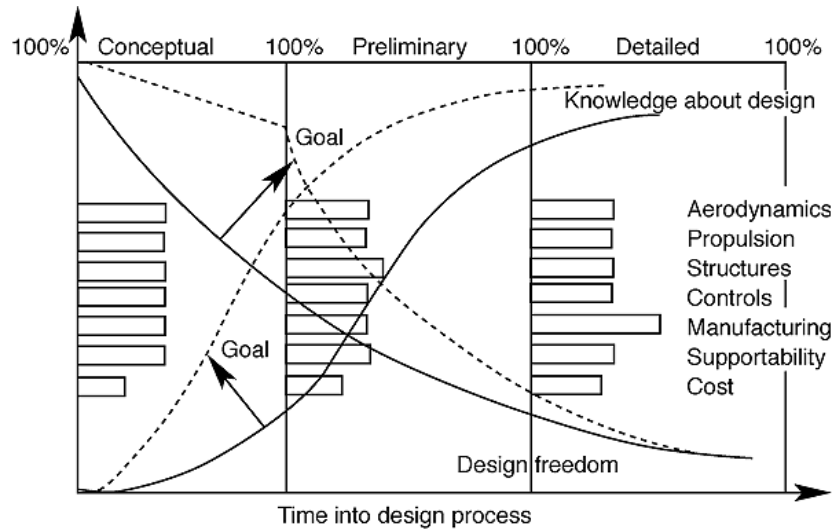 100% Conceptual 100% Preliminary 100% Detailed 100%
Knowledge about design
Goal
Aerodynamics
Propulsion
Structures
Controls
Manufacturing
Goal
Supportability
Cost
Design freedom
Time into design process